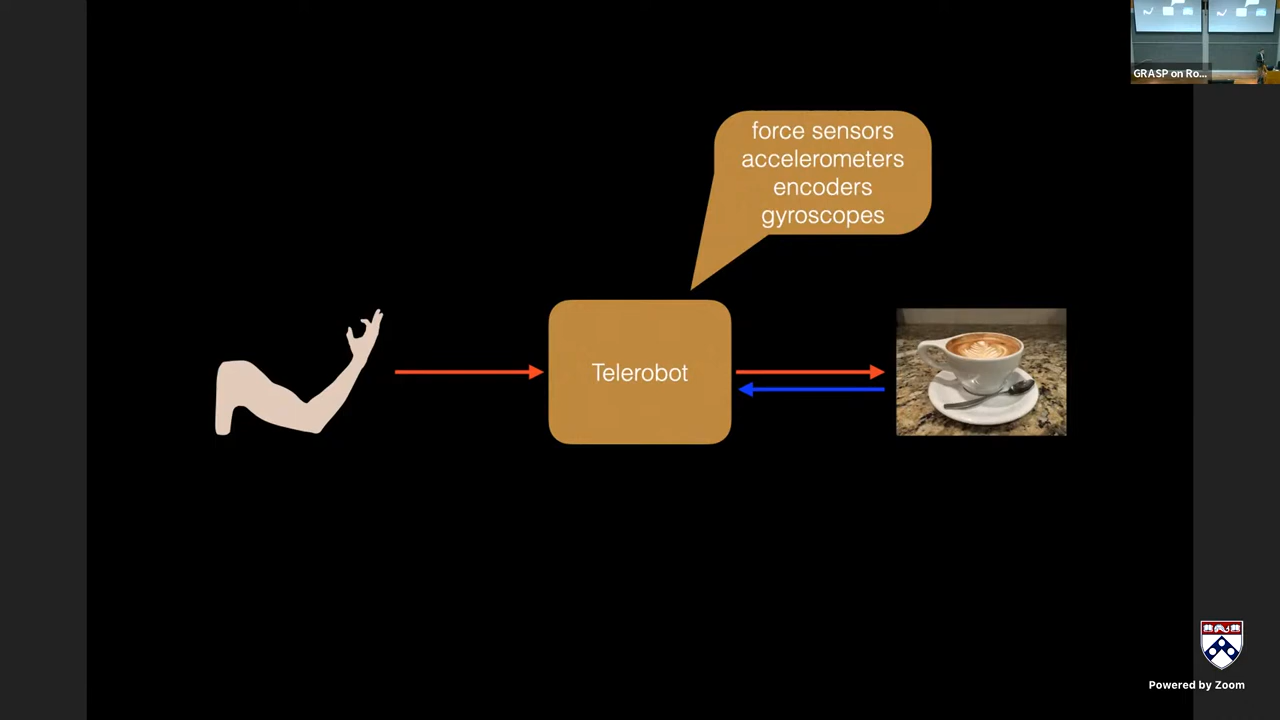 GRASP on Ro...
force sensors
accelerometers
encoders
gyroscopes
Telerobot
Powered by Zoom